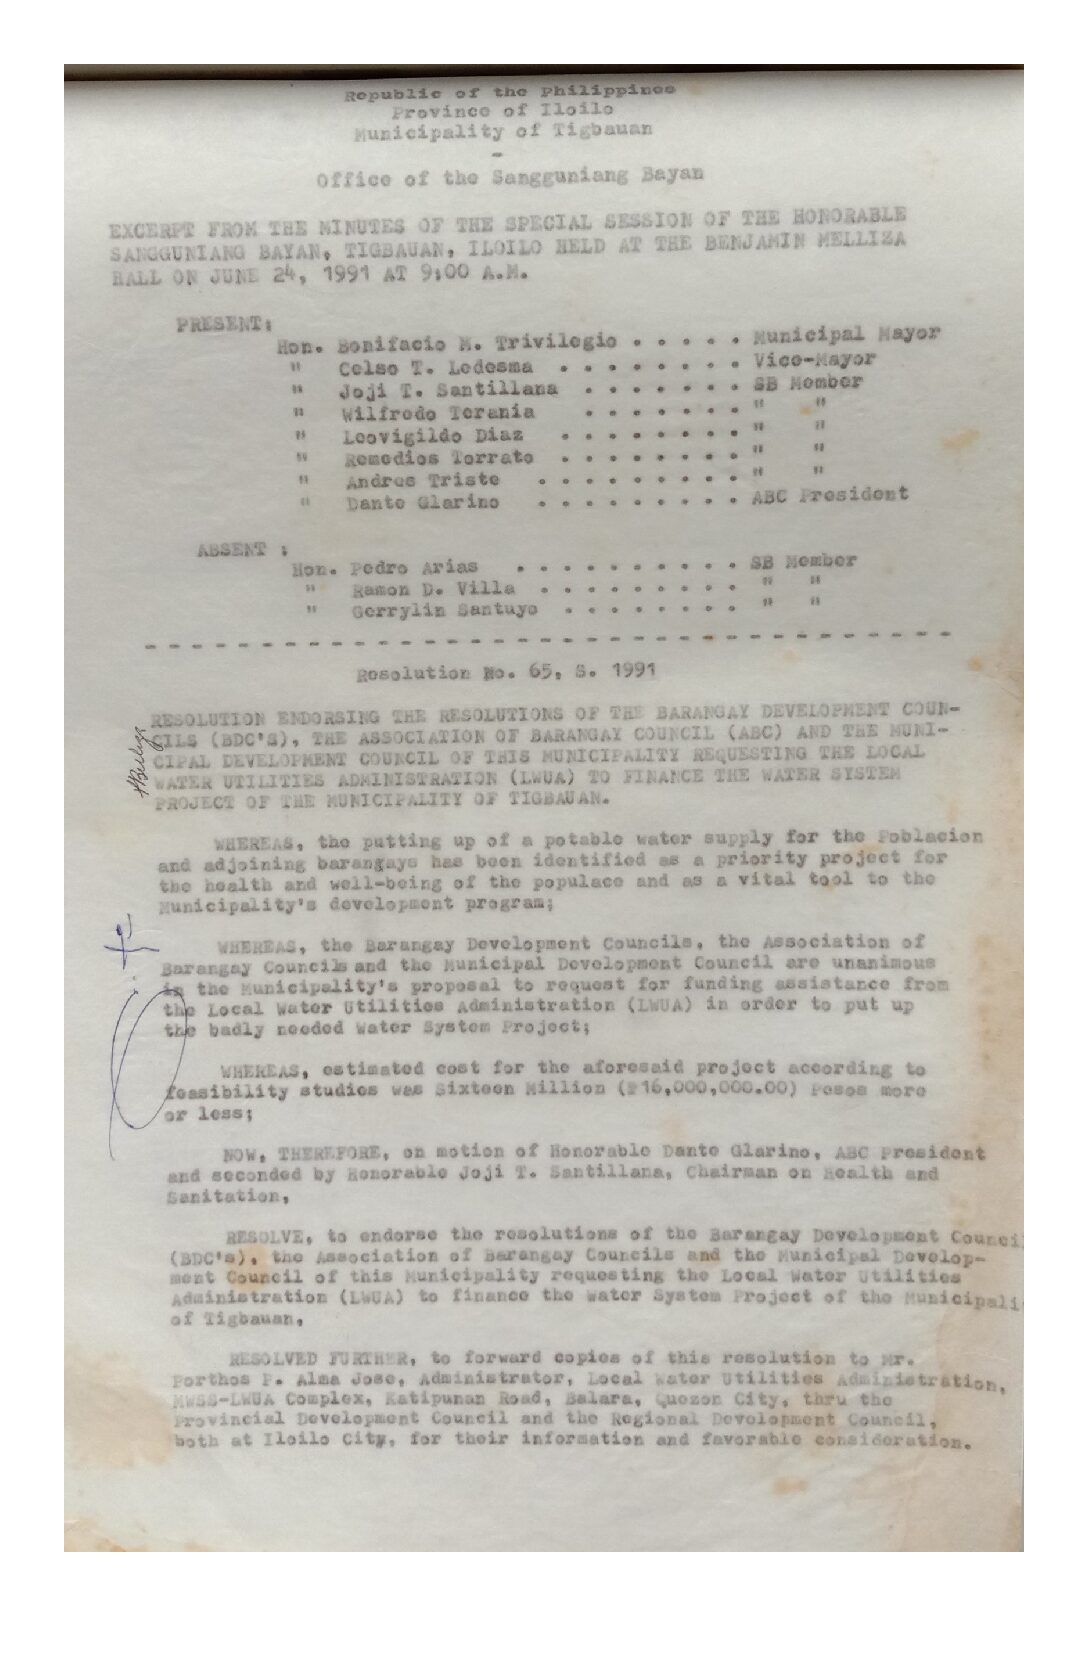 Republic of the Philippines
Province of Iloilo
Municipality of Tigbauan
-
Office of the Sangguniang Bayan
EXCERPT FROM THE MINUTES OF THE SPECIAL SESSION OF THE HONORABLE
SANGGUNIANG BAYAN, TIGBAUAN, ILOILO HELD AT THE BENJAMIN MELLIZA
HALL ON JUNE 24, 1991 AT 9:00 A.M.
PRESENT:
Hon. Bonifacio M. Trivilegio . . . . . Municipal Mayor
" Celso T. Ledesma . . . . . . . . Vice-Mayor
" Joji T. Santillana . . . . . . . SB Member
" Wilfredo Terania . . . . . . . " "
" Leovigildo Diaz . . . . . . . . " "
" Remedios Torrato . . . . . . . . " "
" Andres Triste . . . . . . . . . " "
" Dante Glarino . . . . . . . . . ABC President
ABSENT :
Hon. Pedro Arias . . . . . . . . . . SB Member
" Ramon D. Villa . . . . . . . . . " "
" Gerrylin Santuyo . . . . . . . . " "
- - - - - - - - - - - - - - - - - - - - - - - - - - - - - - - - - -
Resolution No. 65, S. 1991
RESOLUTION ENDORSING THE RESOLUTIONS OF THE BARANGAY DEVELOPMENT COUN-
CILS (BDC'S), THE ASSOCIATION OF BARANGAY COUNCIL (ABC) AND THE MUNI-
CIPAL DEVELOPMENT COUNCIL OF THIS MUNICIPALITY REQUESTING THE LOCAL
WATER UTILITIES ADMINISTRATION (LWUA) TO FINANCE THE WATER SYSTEM
PROJECT OF THE MUNICIPALITY OF TIGBAUAN.
WHEREAS, the putting up of a potable water supply for the Poblacion
and adjoining barangays has been identified as a priority project for
the health and well-being of the populace and as a vital tool to the
Municipality's development program;
WHEREAS, the Barangay Development Councils, the Association of
Barangay Councils and the Municipal Development Council are unanimous
in the Municipality's proposal to request for funding assistance from
the Local Water Utilities Administration (LWUA) in order to put up
the badly needed Water System Project;
WHEREAS, estimated cost for the aforesaid project according to
feasibility studies was Sixteen Million (₱16,000,000.00) Pesos more
or less;
NOW, THEREFORE, on motion of Honorable Dante Glarino, ABC President
and seconded by Honorable Joji T. Santillana, Chairman on Health and
Sanitation,
RESOLVE, to endorse the resolutions of the Barangay Development Council
(BDC's), the Association of Barangay Councils and the Municipal Develop-
ment Council of this Municipality requesting the Local Water Utilities
Administration (LWUA) to finance the Water System Project of the Municipali
of Tigbauan,
RESOLVED FURTHER, to forward copies of this resolution to Mr.
Porthos P. Alma Jose, Administrator, Local Water Utilities Administration,
MWSS-LWUA Complex, Katipunan Road, Balara, Quezon City, thru the
Provincial Development Council and the Regional Development Council,
both at Iloilo City, for their information and favorable consideration.